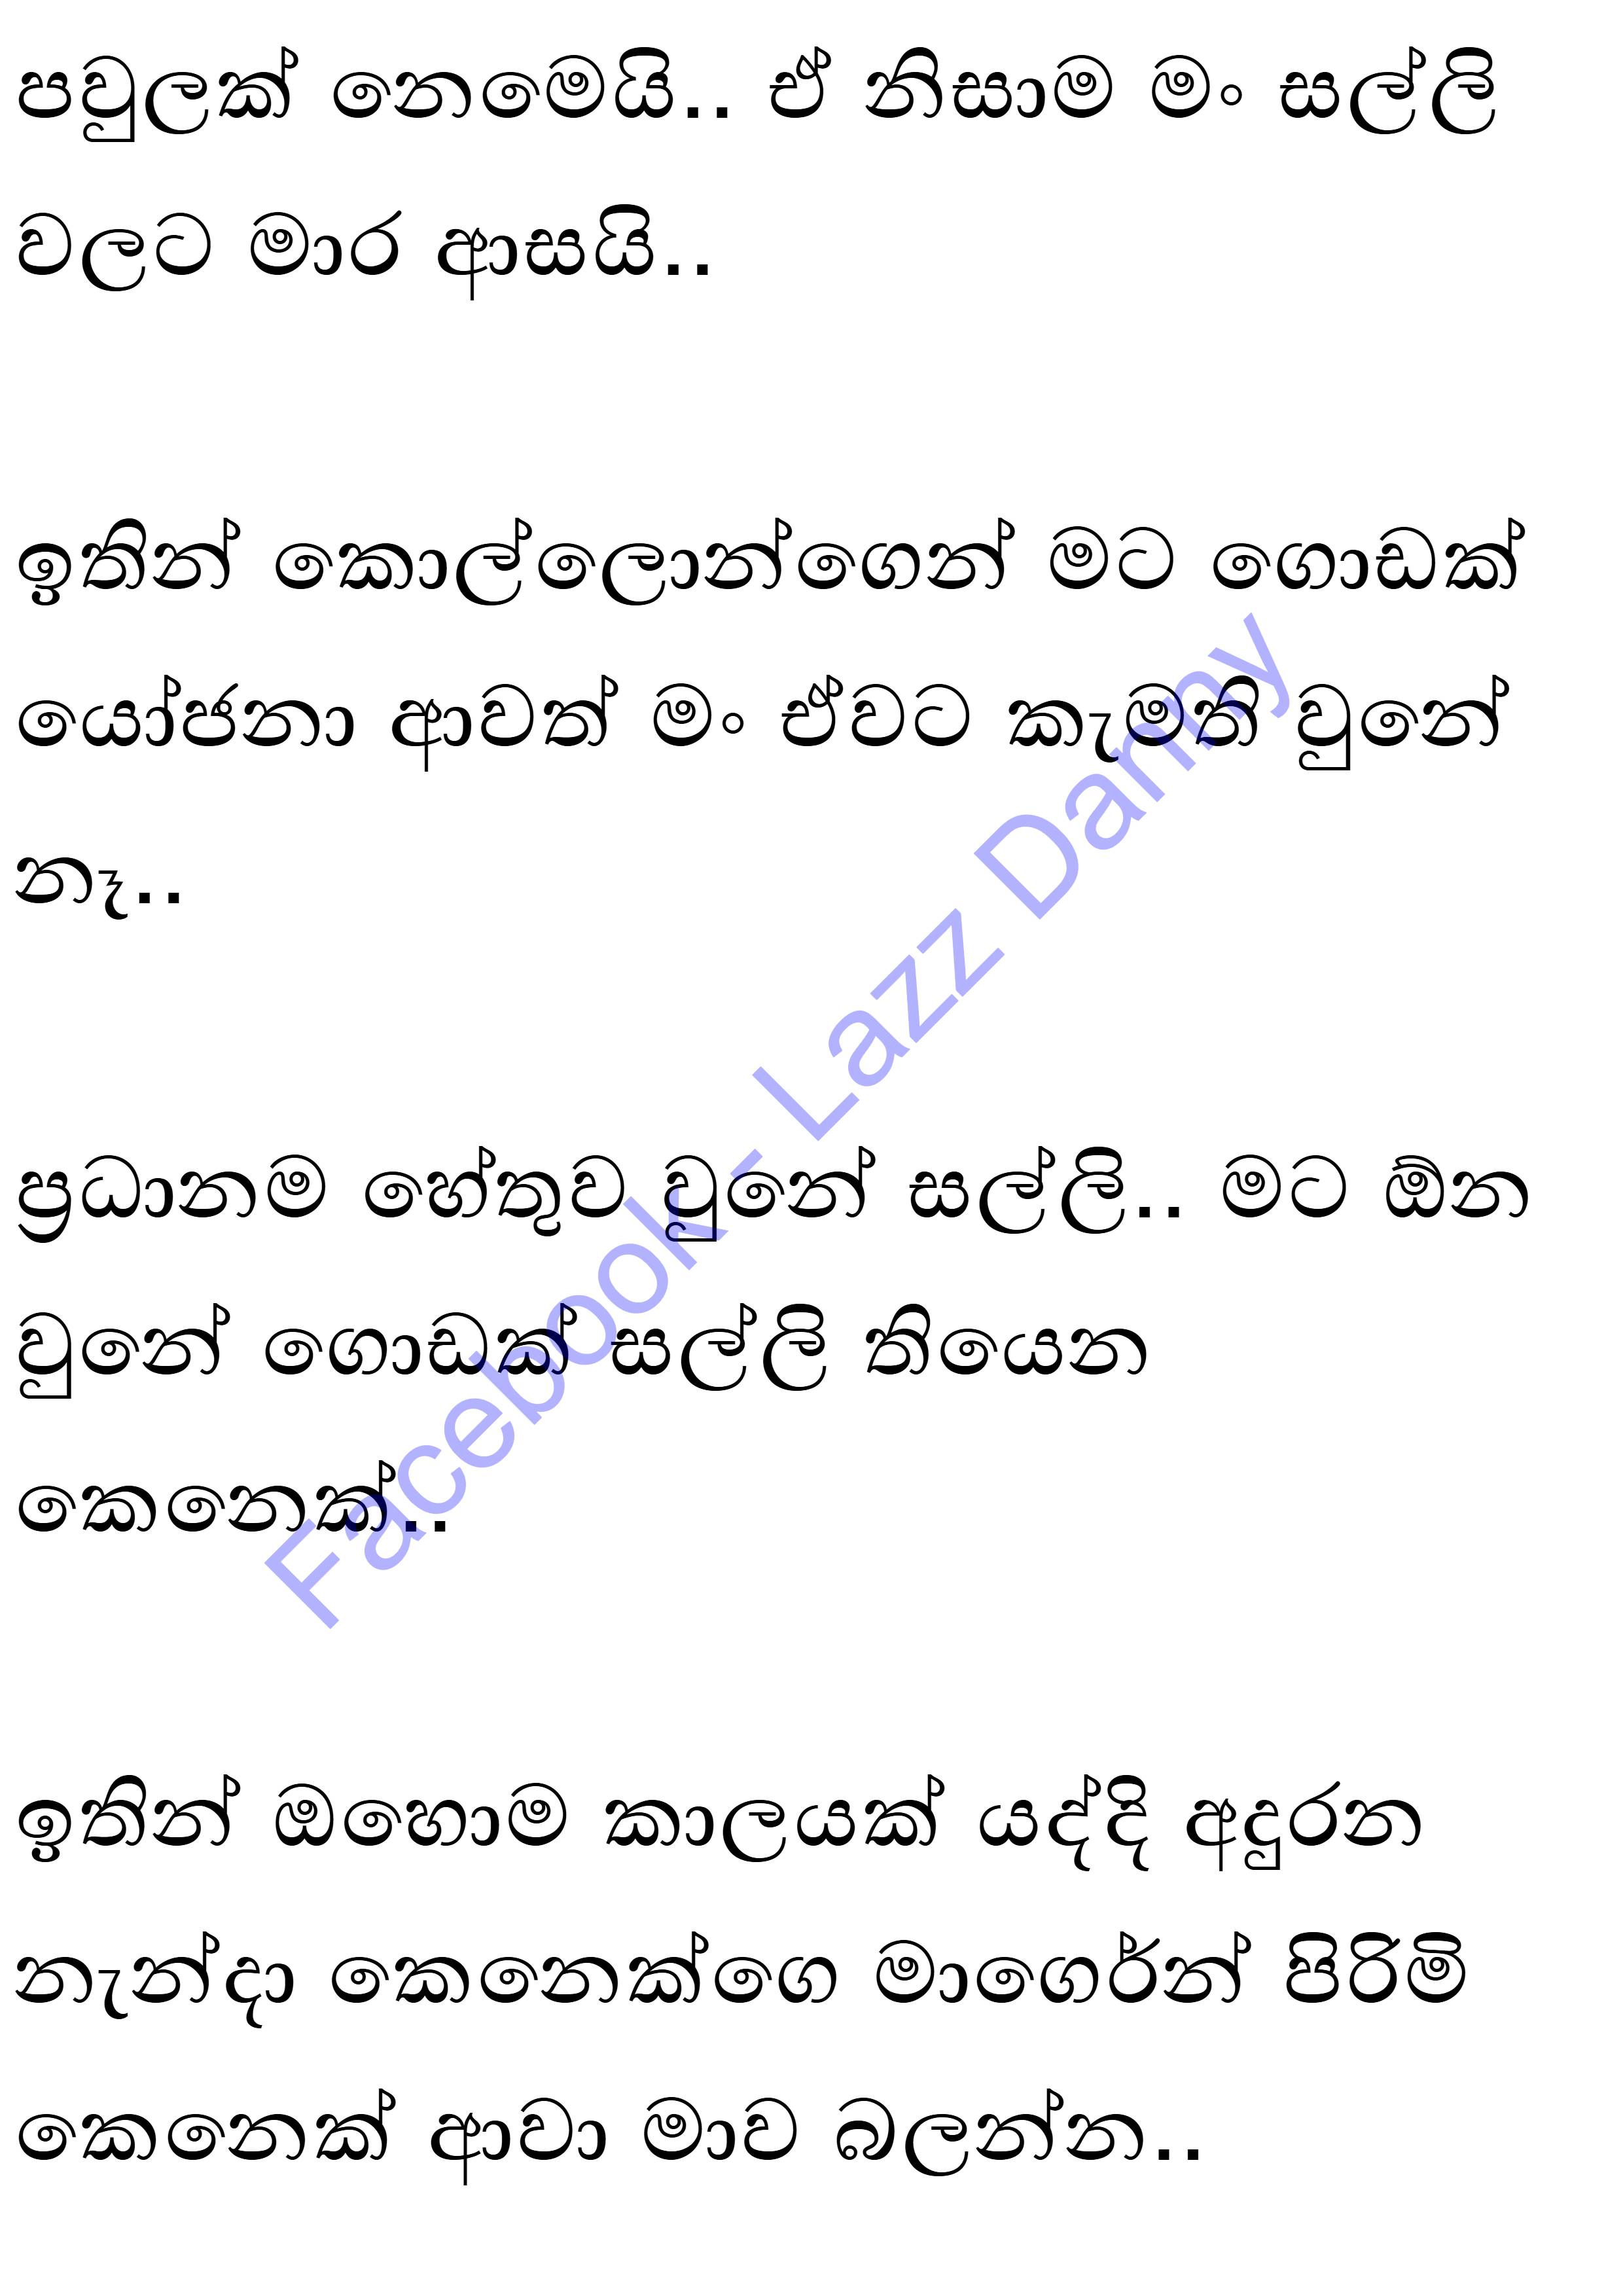 පවුලක් නෙමෙයි.. ඒ නිසාම මං සල්ලි
වලට මාර ආසයි..
ඉතින් කොල්ලොන්ගෙන් මට ගොඩක්
යෝජනා ආවත් මං ඒවට කැමති වුනේ
නෑ..
ප්‍රධානම හේතුව වුනේ සල්ලි.. මට ඕන
වුනේ ගොඩක් සල්ලි තියෙන
කෙනෙක්..
ඉතින් ඔහොම කාලයක් යද්දි අදුරන
නැන්දා කෙනෙක්ගෙ මාගෙර්න් පිරිමි
කෙනෙක් ආවා මාව බලන්න..
Facebook- Lazz Danny